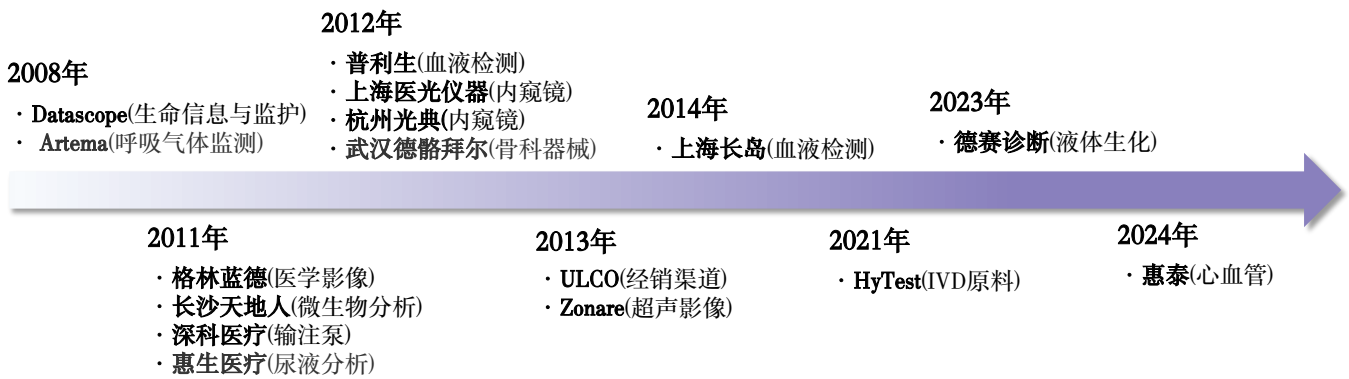 2008年
· Datascope(生命信息与监护)
· Artema(呼吸气体监测)
2012年
· 普利生(血液检测)
· 上海医光仪器(内窥镜)
· 杭州光典(内窥镜)
· 武汉德骼拜尔(骨科器械)
2014年
· 上海长岛(血液检测)
2023年
· 德赛诊断(液体生化)
2011年
· 格林蓝德(医学影像)
· 长沙天地人(微生物分析)
· 深科医疗(输注泵)
· 惠生医疗(尿液分析)
2013年
· ULCO(经销渠道)
· Zonare(超声影像)
2021年
· HyTest(IVD原料)
2024年
· 惠泰(心血管)